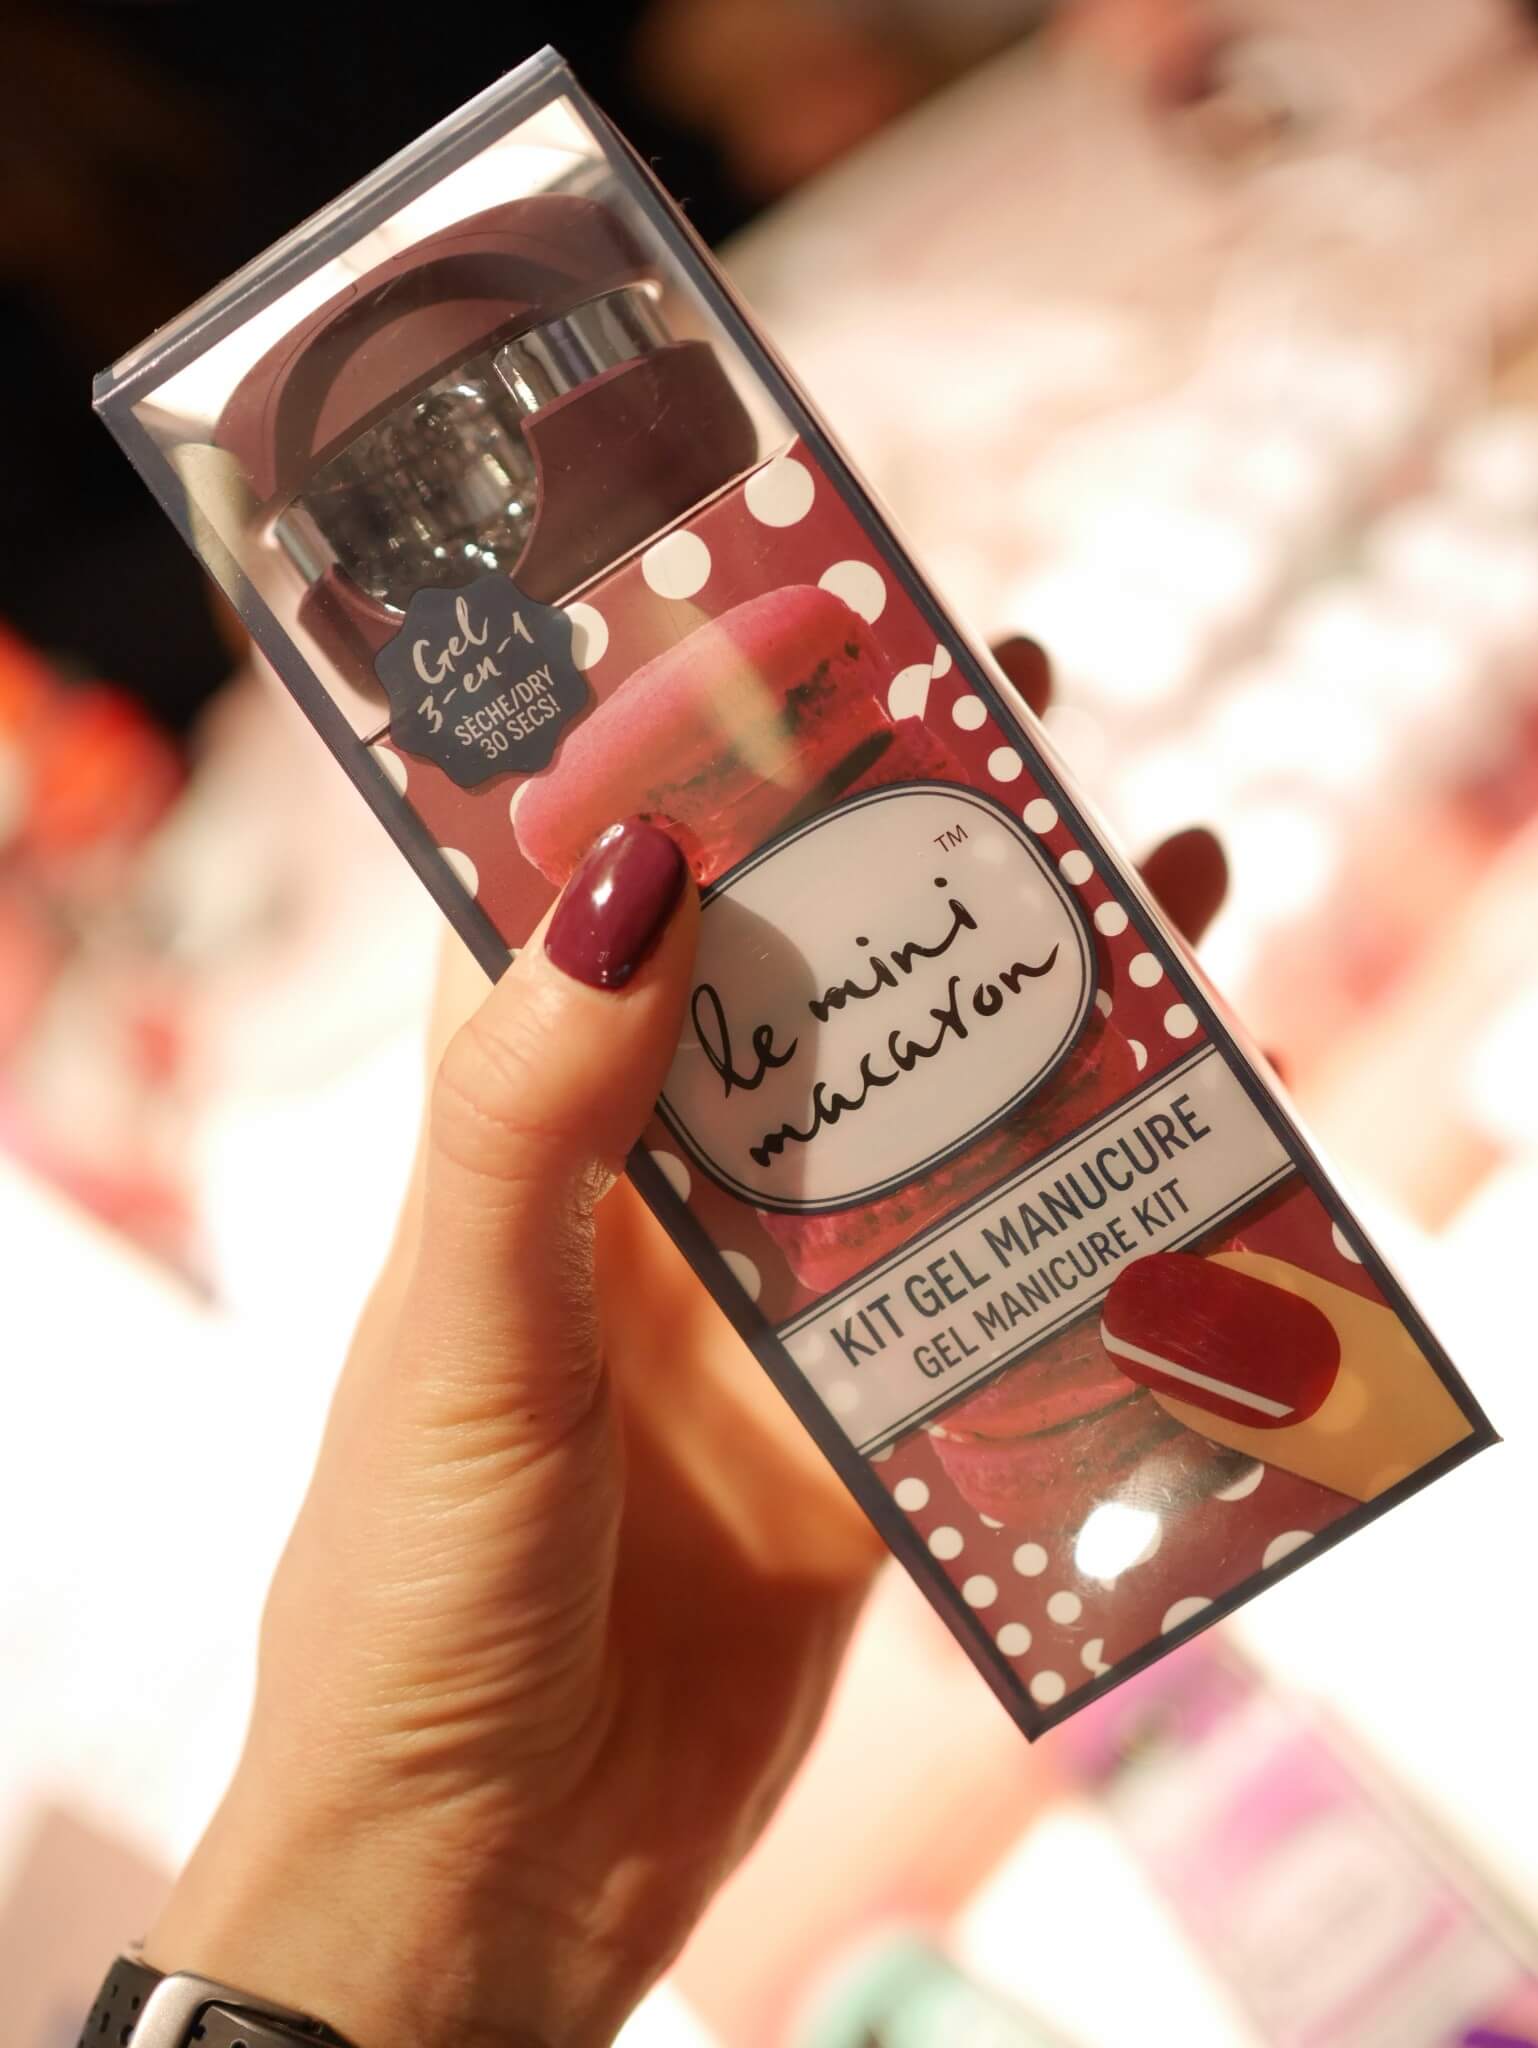 Gel
3-en-1
SÈCHE/DRY
30 SECS!
TM
le mini
macaron
KIT GEL MANUCURE
GEL MANICURE KIT